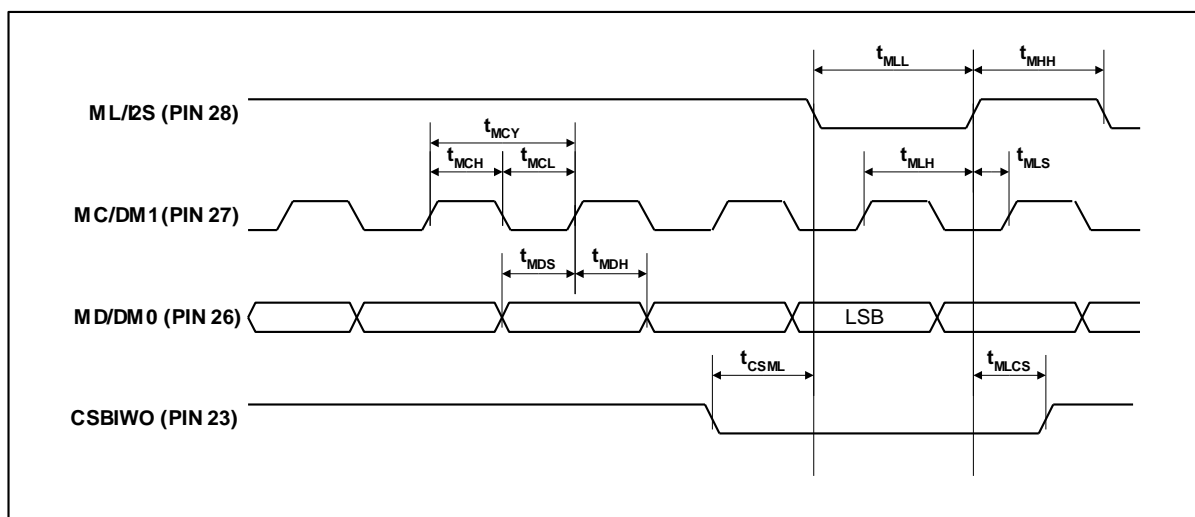 tMLL tMHH
ML/I2S (PIN 28)
tMCY
tMCH tMCL tMLH tMLS
MC/DM1 (PIN 27)
tMDS tMDH
MD/DM0 (PIN 26) LSB
tCSML tMLCS
CSBIWO (PIN 23)